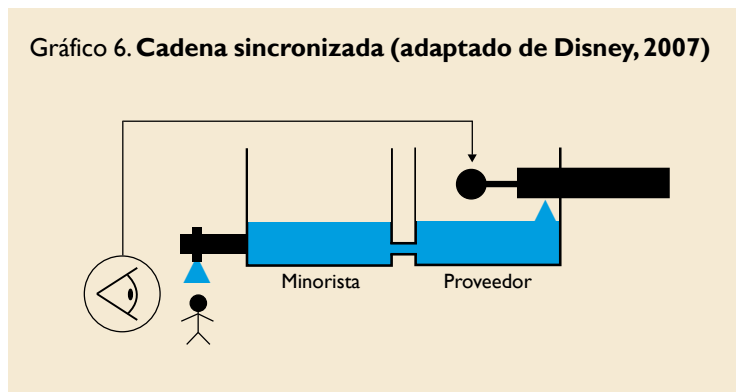 Gráfico 6. Cadena sincronizada (adaptado de Disney, 2007)
Minorista
Proveedor